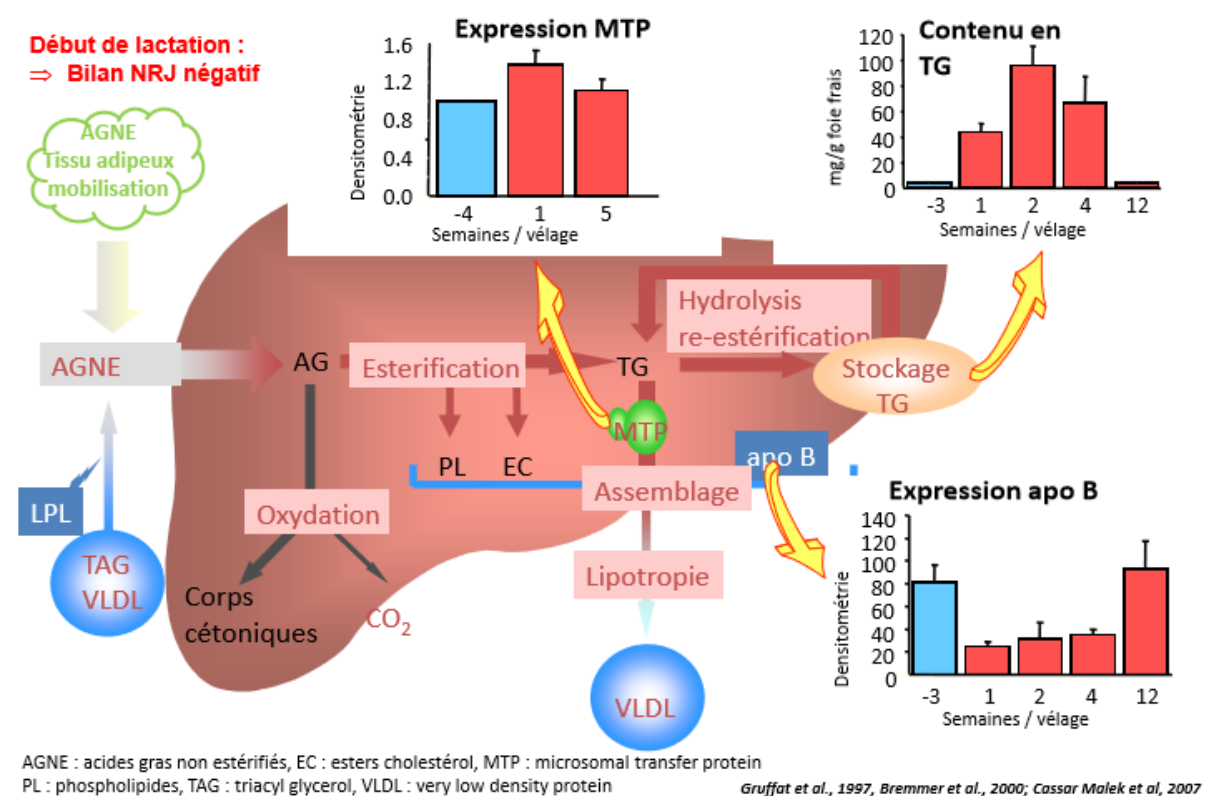 Début de lactation :
⇒ Bilan NRJ négatif
AGNE
Tissu adipeux
mobilisation
Expression MTP
Densitométrie
1.6
1.2
0.8
0.4
0.0
-4 1 5
Semaines / vélage
Contenu en
TG
mg/g foie frais
120
100
80
60
40
20
0
-3 1 2 4 12
Semaines / vélage
AGNE
AG
Esterification
TG
Hydrolysis
re-estérification
Stockage
TG
MTP
PL
EC
apo B
Assemblage
LPL
Oxydation
Lipotropie
TAG
VLDL
Corps
cétoniques
CO2
VLDL
Expression apo B
Densitométrie
140
120
100
80
60
40
20
0
-3 1 2 4 12
Semaines / vélage
AGNE : acides gras non estérifiés, EC : esters cholestérol, MTP : microsomal transfer protein
PL : phospholipides, TAG : triacyl glycerol, VLDL : very low density protein
Gruffat et al., 1997, Bremmer et al., 2000; Cassar Malek et al, 2007